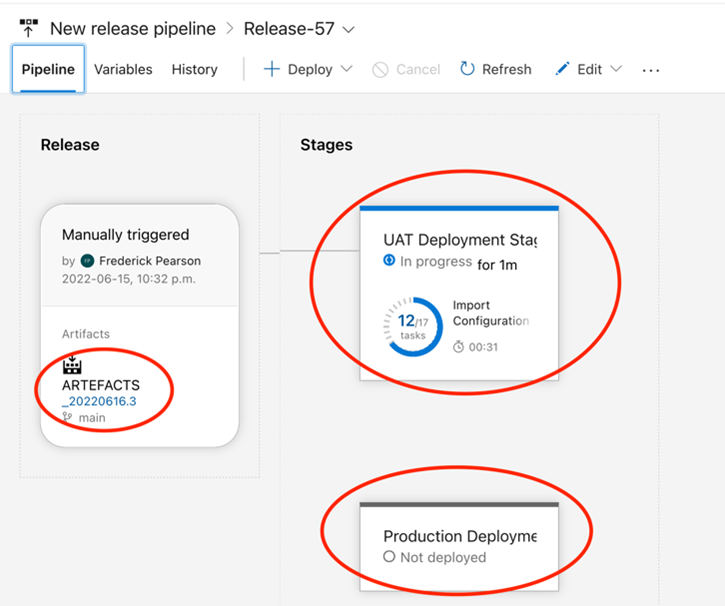 New release pipeline > Release-57
Pipeline Variables History + Deploy Cancel Refresh Edit ...
Release
Stages
Manually triggered
by FP Frederick Pearson
2022-06-15, 10:32 p.m.
Artifacts
ARTEFACTS
_20220616.3
main
UAT Deployment Stag
In progress for 1m
12/17
tasks
Import
Configuration
00:31
Production Deployme
Not deployed